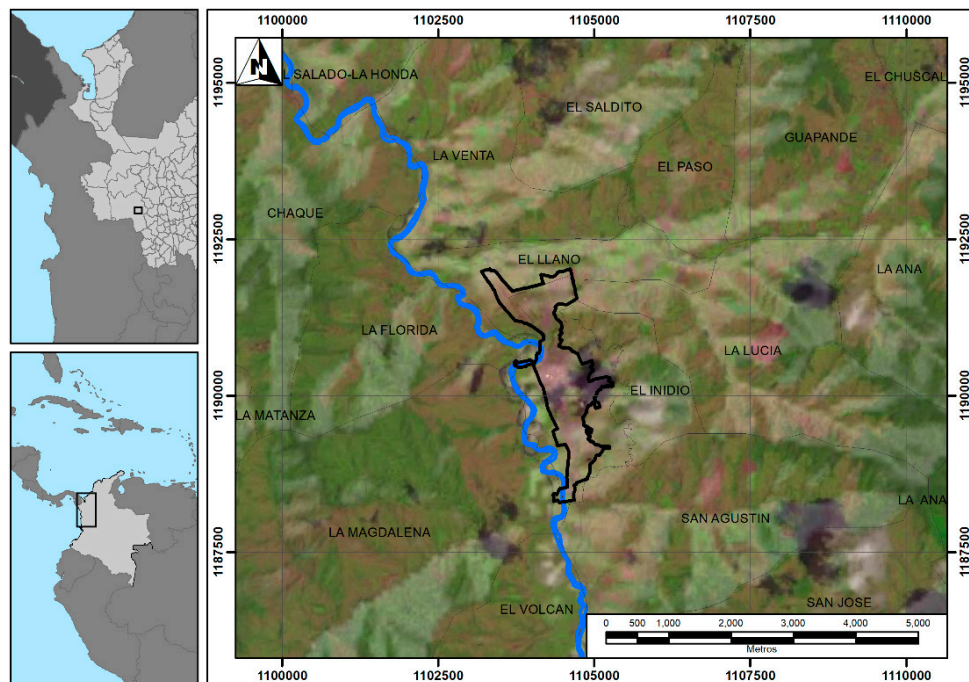 1100000 1102500 1105000 1107500 1110000
1195000 1195000
N
L SALADO-LA HONDA
EL CHUSCAL
EL SALDITO
GUAPANDE
LA VENTA
EL PASO
CHAQUE
1192500 1192500
EL LLANO
LA ANA
LA FLORIDA
LA LUCIA
1190000 1190000
EL INIDIO
LA MATANZA
LA ANA
SAN AGUSTIN
LA MAGDALENA
1187500 1187500
SAN JOSE
EL VOLCAN
0 500 1,000 2,000 3,000 4,000 5,000
Metros
1100000 1102500 1105000 1107500 1110000